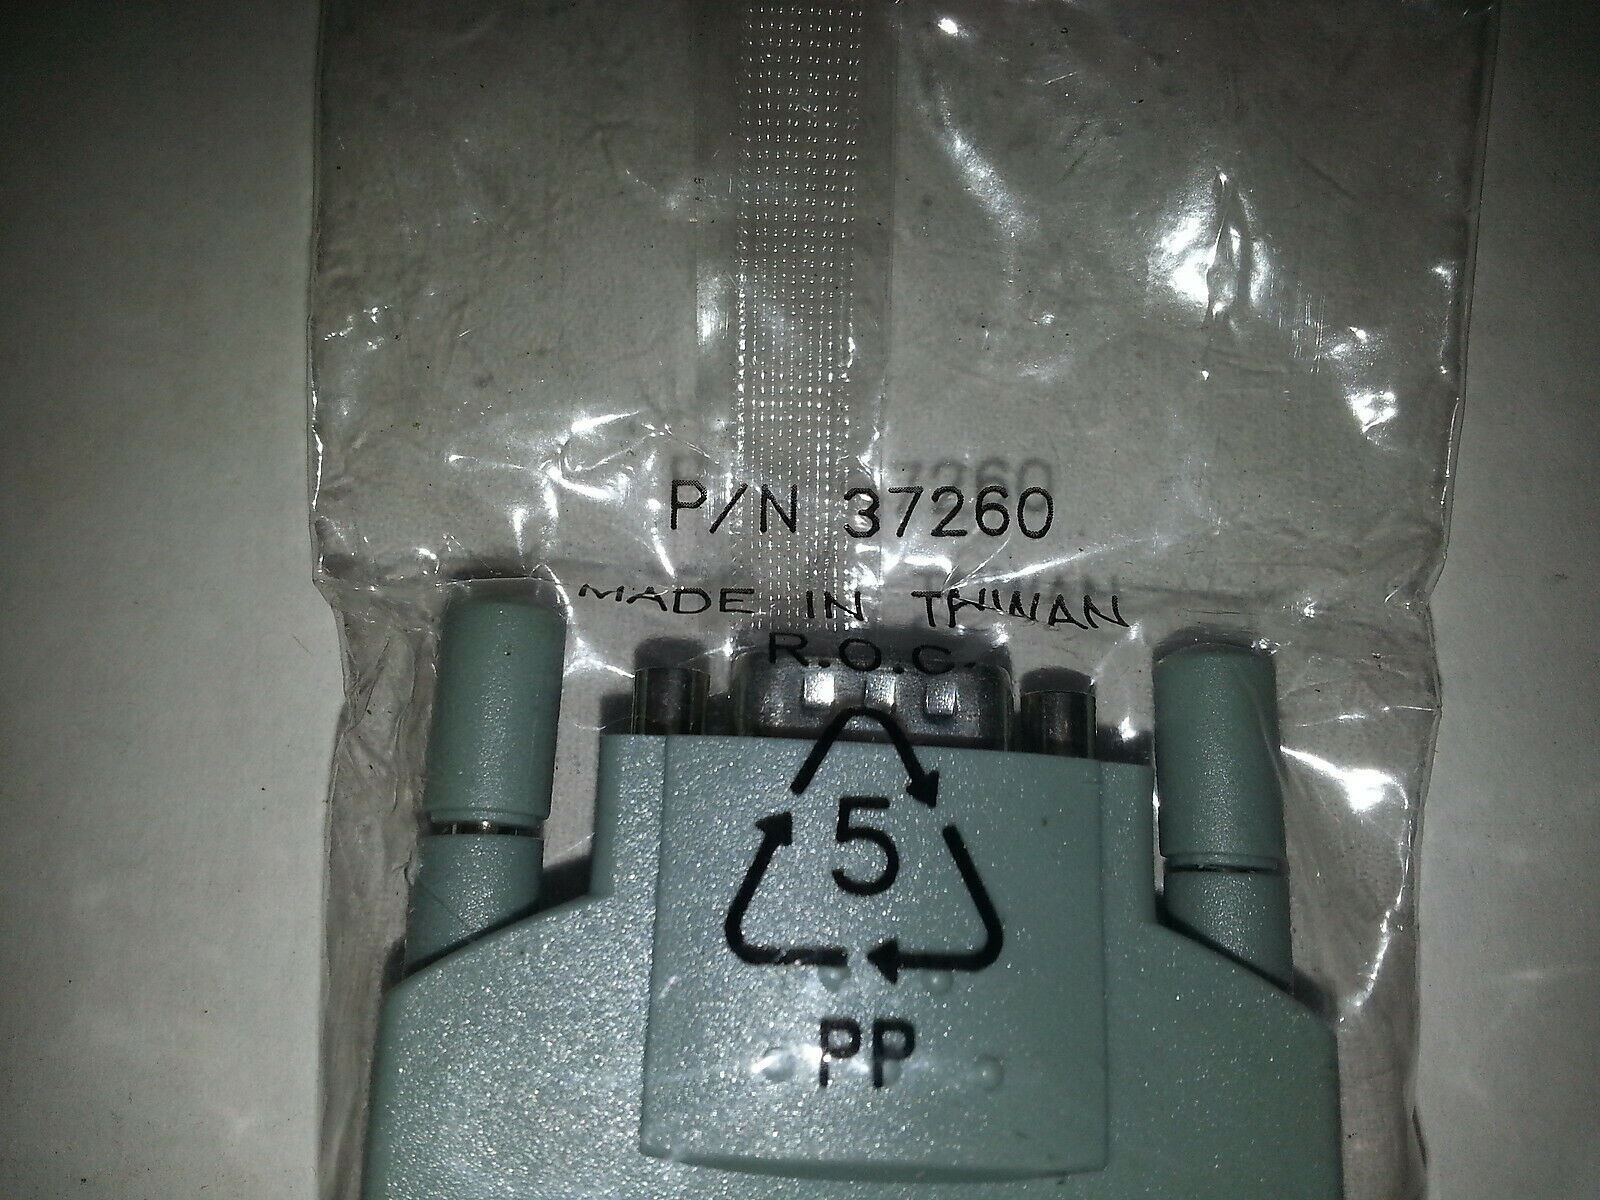 P/N 37260
MADE IN TAIWAN
R.O.C.
5
PP